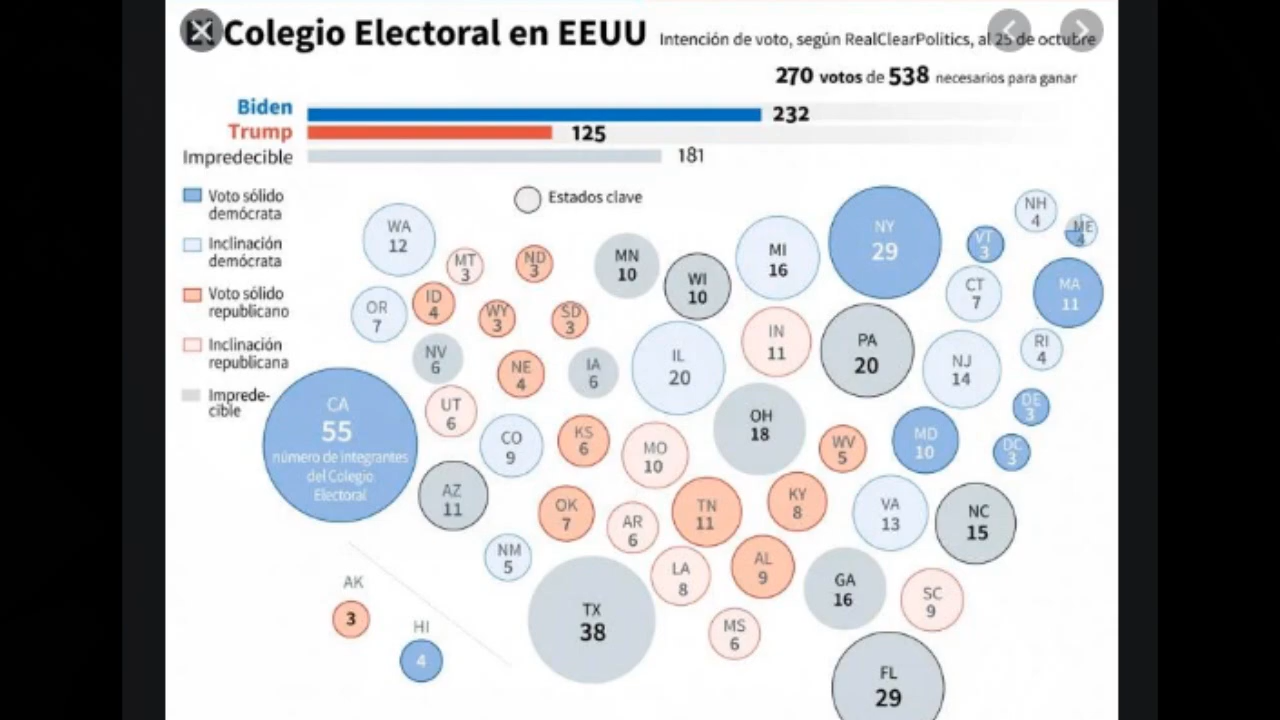 El Colegio Electoral en EEUU
Intención de voto, según RealClearPolitics, al 25 de octubre
270 votos de 538 necesarios para ganar
Biden 232
Trump 125
Impredecible 181
Voto sólido
demócrata
Inclinación
demócrata
Voto sólido
republicano
Inclinación
republicana
Imprede-
cible
Estados clave
WA
12
MT
3
ND
3
MN
10
WI
10
MI
16
NY
29
VT
3
NH
4
ME
4
OR
7
ID
4
WY
3
SD
3
IN
11
PA
20
CT
7
MA
11
NV
6
NE
4
IA
6
IL
20
NJ
14
RI
4
CA
55
número de integrantes
del Colegio
Electoral
UT
6
CO
9
KS
6
MO
10
OH
18
WV
5
MD
10
DE
3
DC
3
AZ
11
OK
7
AR
6
TN
11
KY
8
VA
13
NC
15
NM
5
LA
8
AL
9
GA
16
SC
9
AK
3
HI
4
TX
38
MS
6
FL
29